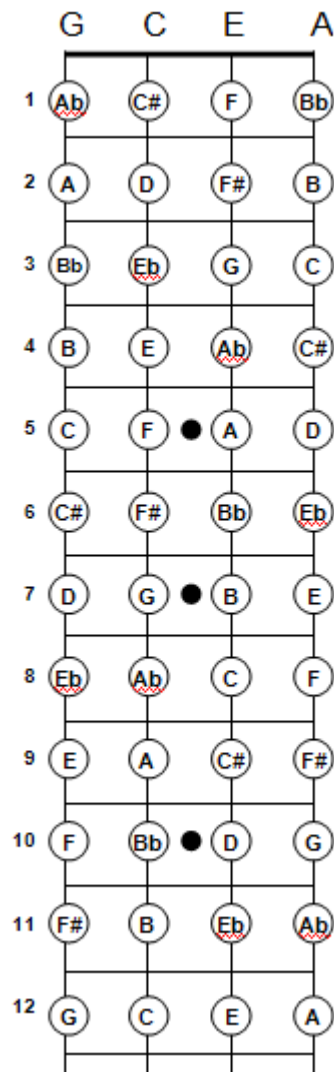 G C E A
1 Ab C# F Bb
2 A D F# B
3 Bb Eb G C
4 B E Ab C#
5 C F A D
6 C# F# Bb Eb
7 D G B E
8 Eb Ab C F
9 E A C# F#
10 F Bb D G
11 F# B Eb Ab
12 G C E A